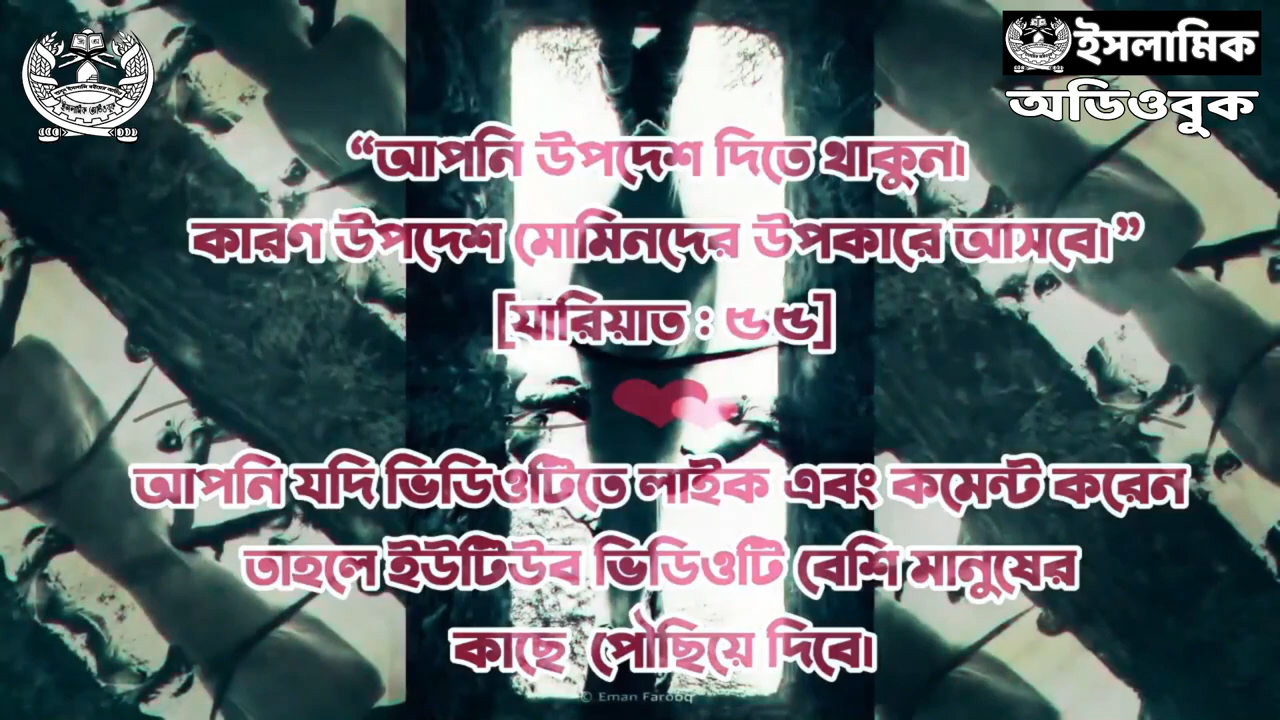 ইসলামিক
অডিওবুক
“আপনি উপদেশ দিতে থাকুন।
কারণ উপদেশ মোমিনদের উপকারে আসবে।”
[যারিয়াত : ৫৫]
আপনি যদি ভিডিওটিতে লাইক এবং কমেন্ট করেন
তাহলে ইউটিউব ভিডিওটি বেশি মানুষের
কাছে পৌছিয়ে দিবে।
© Eman Farooq